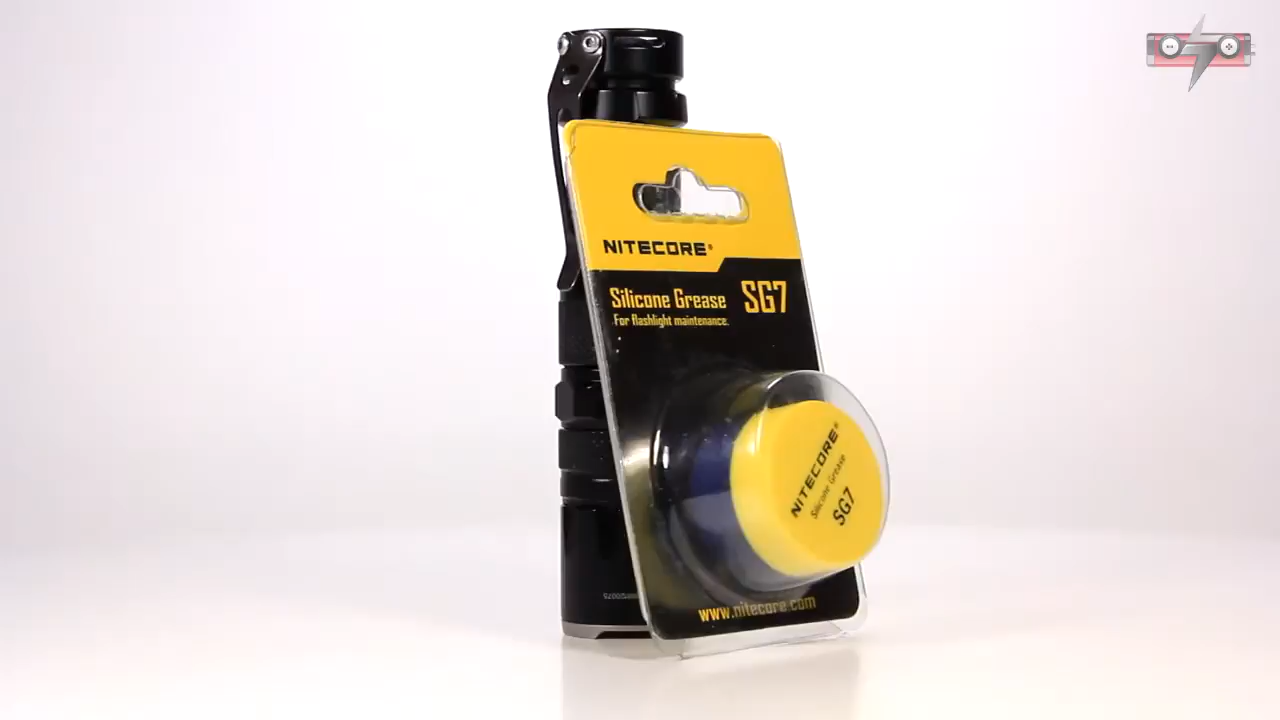 NITECORE®
Silicone Grease SG7
For flashlight maintenance.
NITECORE®
Silicone Grease
SG7
www.nitecore.com